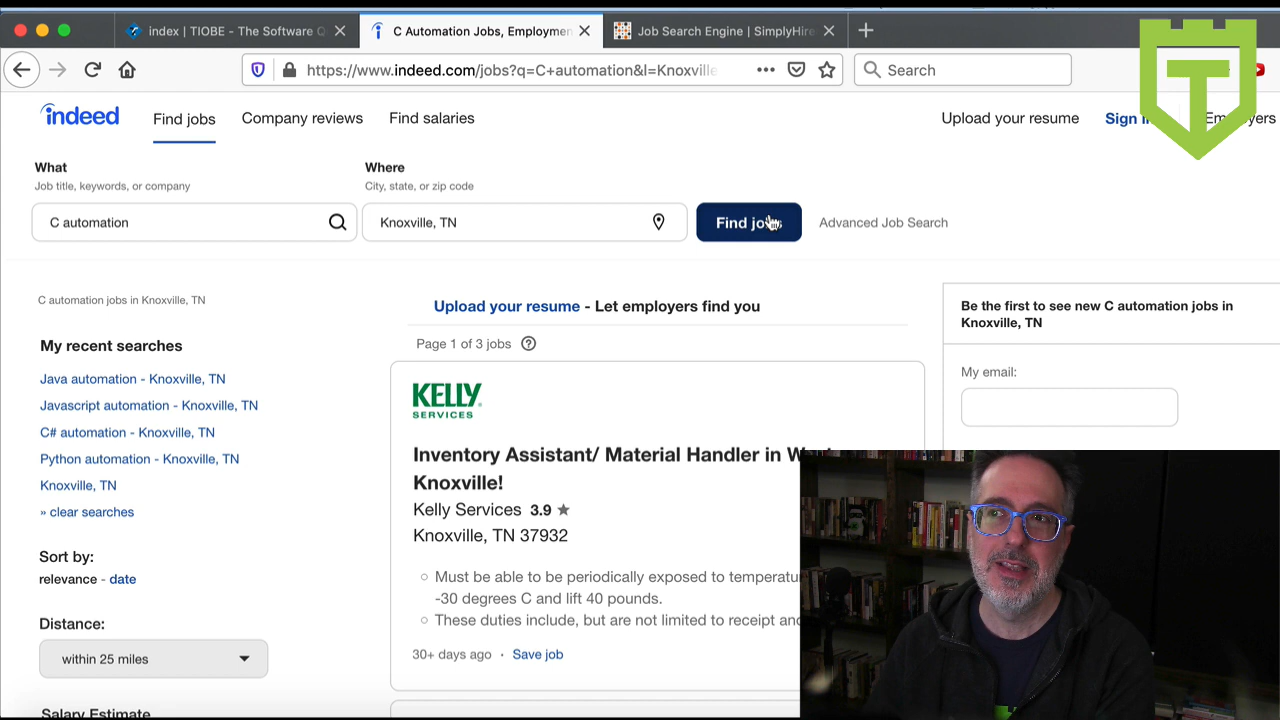 index | TIOBE - The Software Q
C Automation Jobs, Employmen
Job Search Engine | SimplyHire
https://www.indeed.com/jobs?q=C+automation&l=Knoxville
Search
indeed
Find jobs
Company reviews
Find salaries
Upload your resume
Sign in
Employers
What
Job title, keywords, or company
Where
City, state, or zip code
C automation
Knoxville, TN
Find jobs
Advanced Job Search
C automation jobs in Knoxville, TN
Upload your resume - Let employers find you
Be the first to see new C automation jobs in
Knoxville, TN
My recent searches
Page 1 of 3 jobs
My email:
Java automation - Knoxville, TN
Javascript automation - Knoxville, TN
C# automation - Knoxville, TN
Python automation - Knoxville, TN
Knoxville, TN
» clear searches
KELLY
SERVICES
Inventory Assistant/ Material Handler in
Knoxville!
Kelly Services 3.9
Knoxville, TN 37932
Sort by:
relevance - date
Must be able to be periodically exposed to
-30 degrees C and lift 40 pounds.
These duties include, but are not limited to receipt
Distance:
within 25 miles
30+ days ago · Save job
Salary Estimate
T